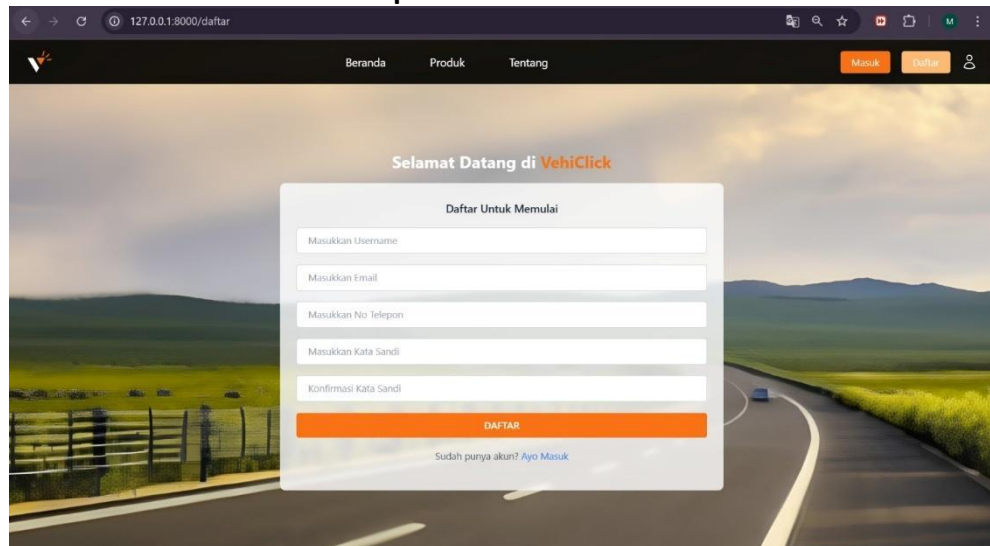 127.0.0.1:8000/daftar
M
Beranda Produk Tentang Masuk Daftar
Selamat Datang di VehiClick
Daftar Untuk Memulai
Masukkan Username
Masukkan Email
Masukkan No Telepon
Masukkan Kata Sandi
Konfirmasi Kata Sandi
DAFTAR
Sudah punya akun? Ayo Masuk